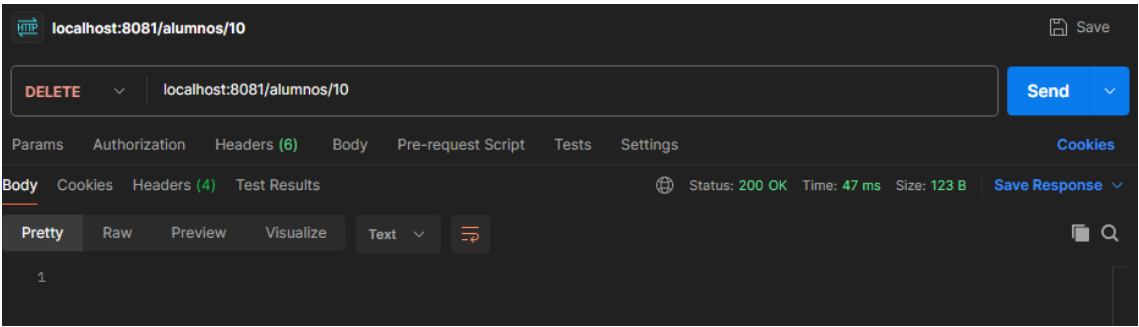 HTTP localhost:8081/alumnos/10 Save
DELETE localhost:8081/alumnos/10 Send
Params Authorization Headers (6) Body Pre-request Script Tests Settings Cookies
Body Cookies Headers (4) Test Results Status: 200 OK Time: 47 ms Size: 123 B Save Response
Pretty Raw Preview Visualize Text
1